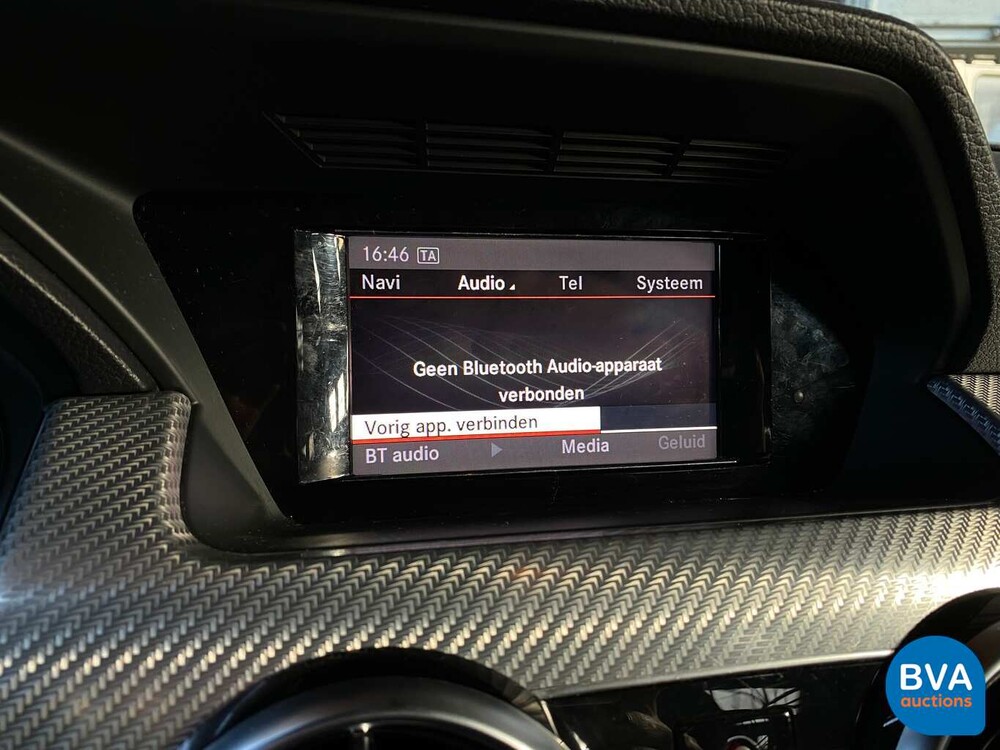 16:46 TA
Navi Audio Tel Systeem
Geen Bluetooth Audio-apparaat
verbonden
Vorig app. verbinden
BT audio Media Geluid
BVA
auctions